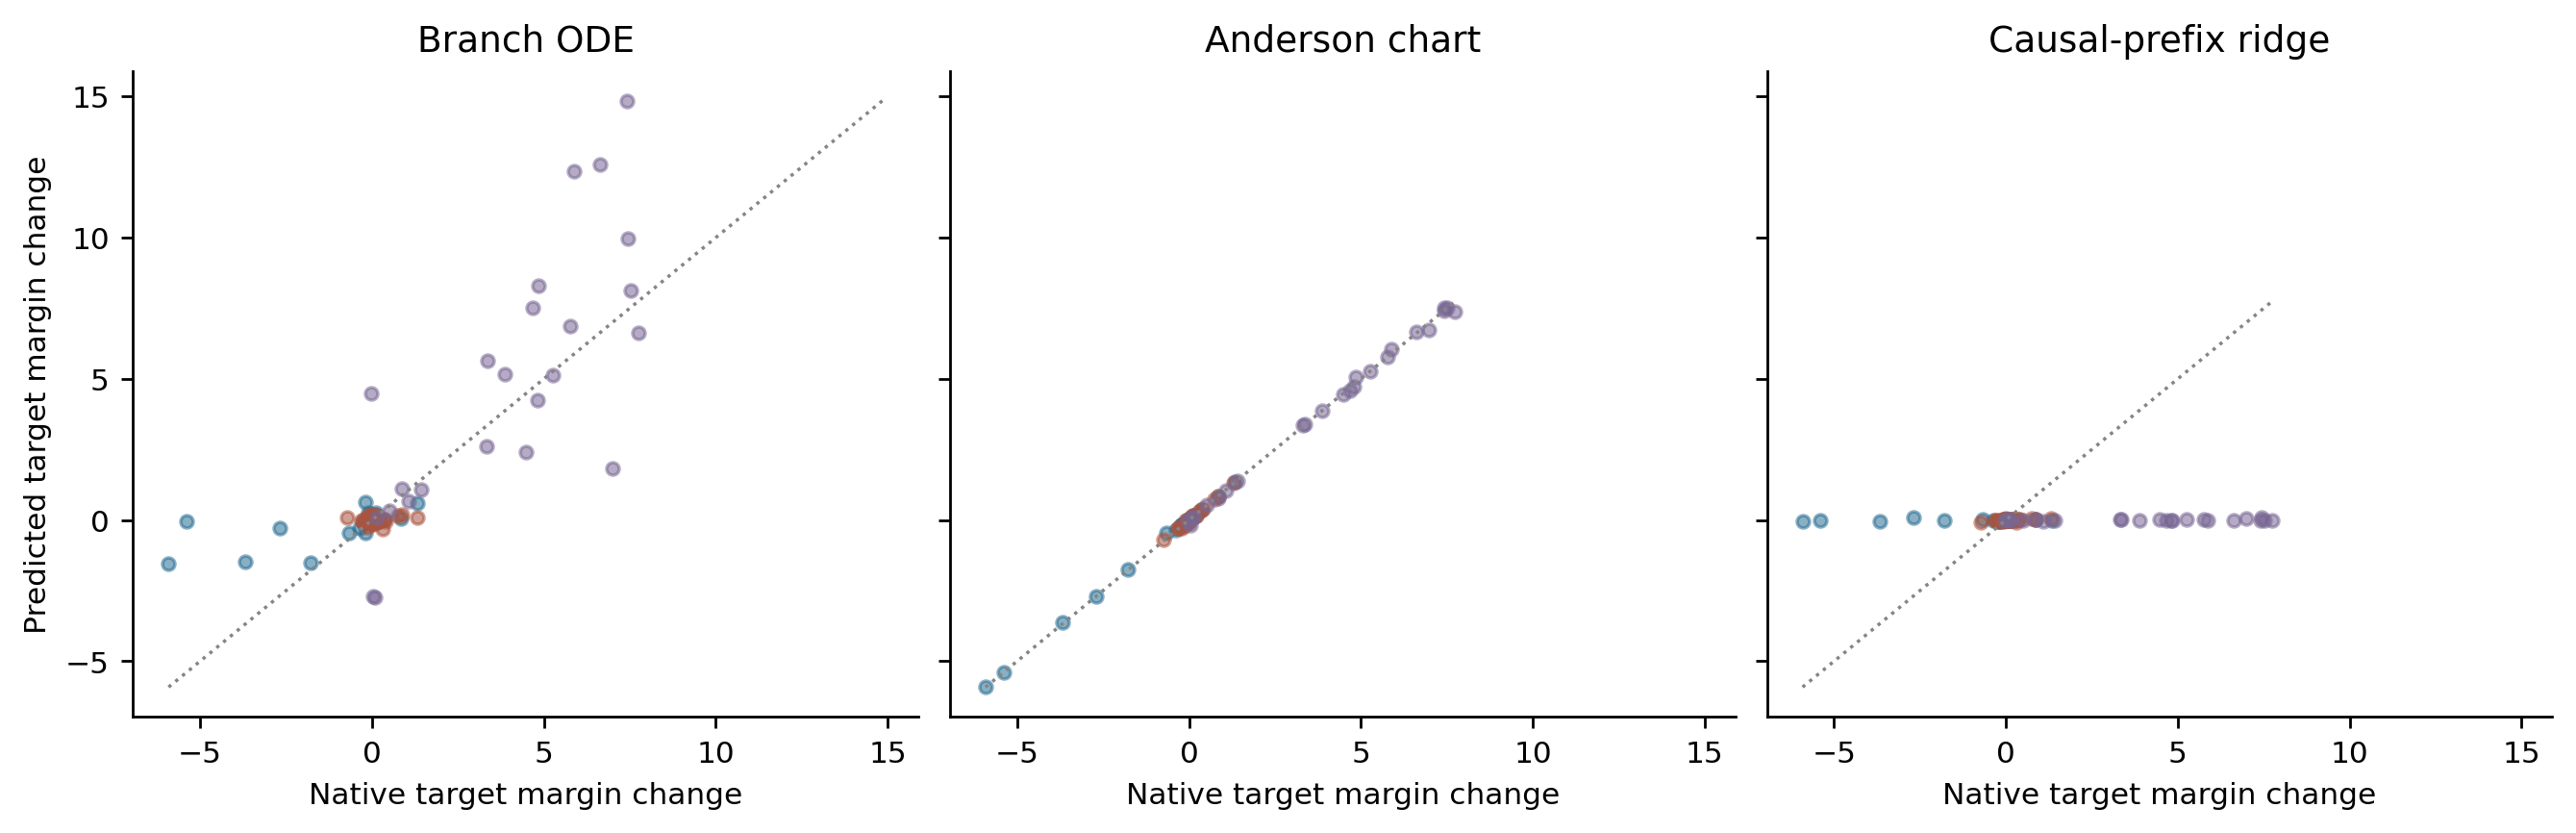 Branch ODE
Anderson chart
Causal-prefix ridge
Predicted target margin change
15
10
5
0
−5
−5 0 5 10 15
−5 0 5 10 15
−5 0 5 10 15
Native target margin change
Native target margin change
Native target margin change